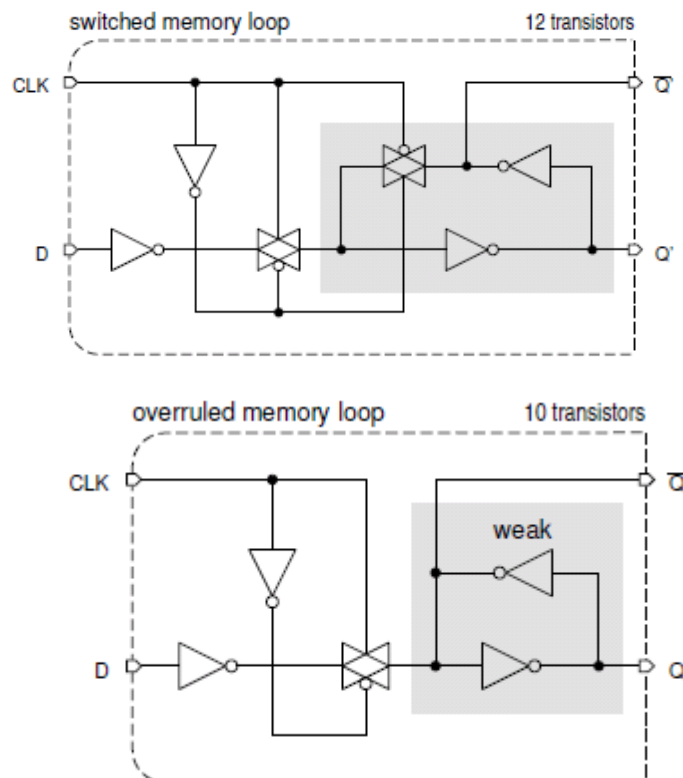 switched memory loop
12 transistors
CLK
Q̅'
D
Q'
overruled memory loop
10 transistors
CLK
Q̅
weak
D
Q